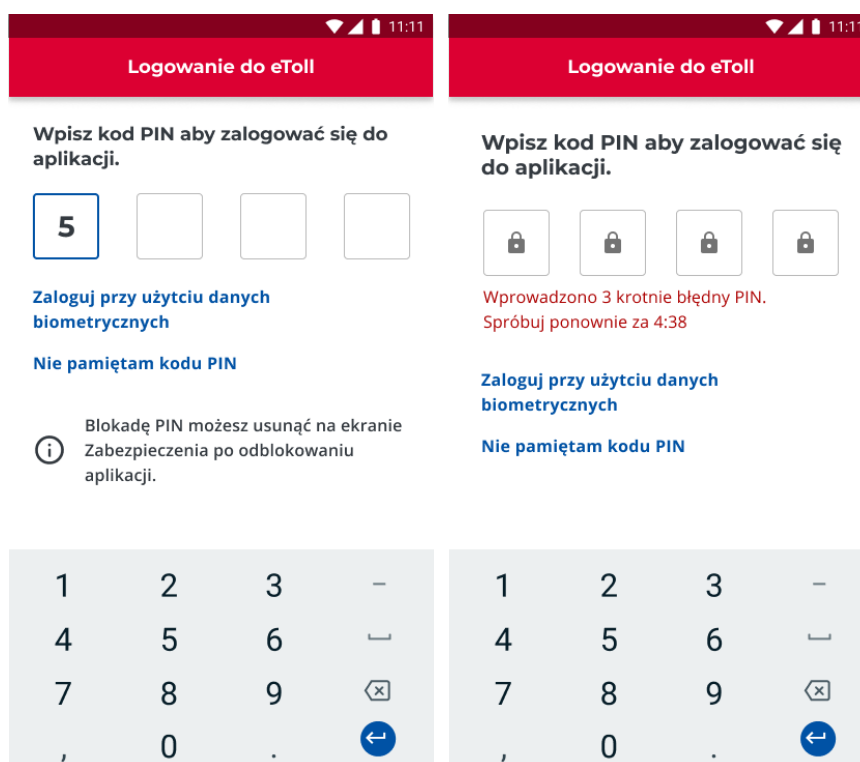 11:11
Logowanie do eToll
Wpisz kod PIN aby zalogować się do
aplikacji.
5
Zaloguj przy użytciu danych
biometrycznych
Nie pamiętam kodu PIN
Blokadę PIN możesz usunąć na ekranie
Zabezpieczenia po odblokowaniu
aplikacji.
1 2 3 –
4 5 6
7 8 9
, 0 .
11:11
Logowanie do eToll
Wpisz kod PIN aby zalogować się
do aplikacji.
Wprowadzono 3 krotnie błędny PIN.
Spróbuj ponownie za 4:38
Zaloguj przy użytciu danych
biometrycznych
Nie pamiętam kodu PIN
1 2 3 –
4 5 6
7 8 9
, 0 .